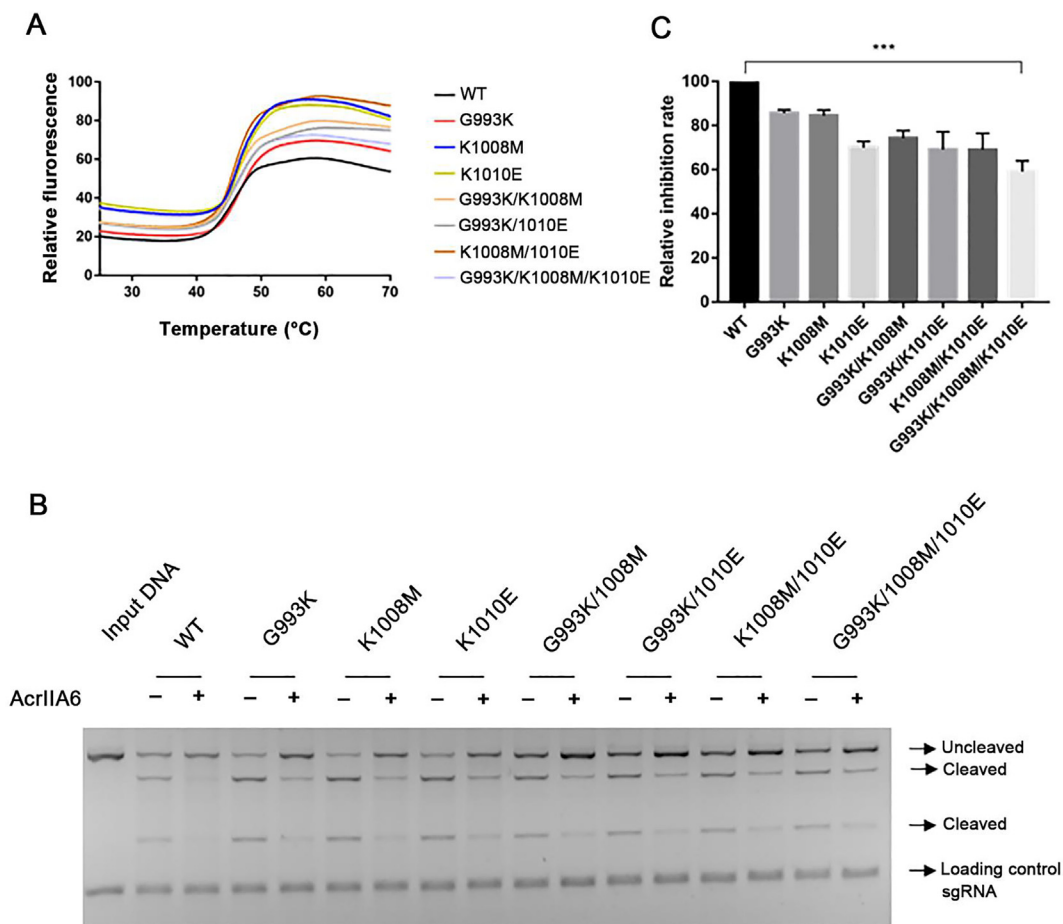 A
Relative fluorescence
100
80
60
40
20
0
30
40
50
60
70
Temperature (°C)
WT
G993K
K1008M
K1010E
G993K/K1008M
G993K/1010E
K1008M/1010E
G993K/K1008M/K1010E
C
***
Relative inhibition rate
100
80
60
40
20
0
WT
G993K
K1008M
K1010E
G993K/K1008M
G993K/K1010E
K1008M/K1010E
G993K/K1008M/K1010E
B
Input DNA
WT
G993K
K1008M
K1010E
G993K/1008M
G993K/1010E
K1008M/1010E
G993K/1008M/1010E
AcrIIA6
– + – + – + – + – + – + – + – +
Uncleaved
Cleaved
Cleaved
Loading control
sgRNA